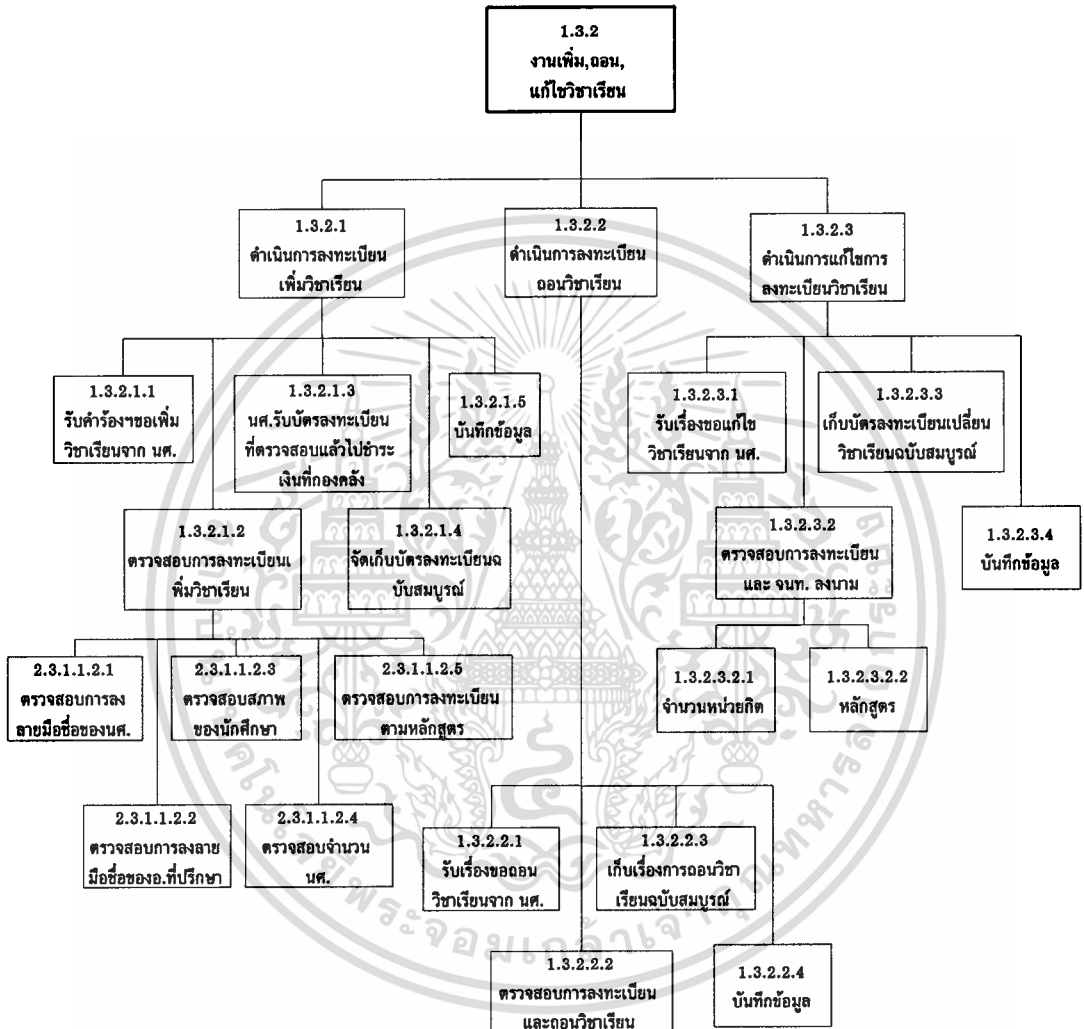 1.3.2
งานเพิ่ม,ถอน,
แก้ไขวิชาเรียน
1.3.2.1
ดำเนินการลงทะเบียน
เพิ่มวิชาเรียน
1.3.2.2
ดำเนินการลงทะเบียน
ถอนวิชาเรียน
1.3.2.3
ดำเนินการแก้ไขการ
ลงทะเบียนวิชาเรียน
1.3.2.1.1
รับคำร้องฯขอเพิ่ม
วิชาเรียนจาก นศ.
1.3.2.1.3
นศ.รับบัตรลงทะเบียน
ที่ตรวจสอบแล้วไปชำระ
เงินที่กองคลัง
1.3.2.1.5
บันทึกข้อมูล
1.3.2.3.1
รับเรื่องขอแก้ไข
วิชาเรียนจาก นศ.
1.3.2.3.3
เก็บบัตรลงทะเบียนเปลี่ยน
วิชาเรียนฉบับสมบูรณ์
1.3.2.1.2
ตรวจสอบการลงทะเบียนเ
พิ่มวิชาเรียน
1.3.2.1.4
จัดเก็บบัตรลงทะเบียนฉ
บับสมบูรณ์
1.3.2.3.2
ตรวจสอบการลงทะเบียน
และ จนท. ลงนาม
1.3.2.3.4
บันทึกข้อมูล
2.3.1.1.2.1
ตรวจสอบการลง
ลายมือชื่อของนศ.
2.3.1.1.2.3
ตรวจสอบสภาพ
ของนักศึกษา
2.3.1.1.2.5
ตรวจสอบการลงทะเบียน
ตามหลักสูตร
1.3.2.3.2.1
จำนวนหน่วยกิต
1.3.2.3.2.2
หลักสูตร
2.3.1.1.2.2
ตรวจสอบการลงลาย
มือชื่อของอ.ที่ปรึกษา
2.3.1.1.2.4
ตรวจสอบจำนวน
นศ.
1.3.2.2.1
รับเรื่องขอถอน
วิชาเรียนจาก นศ.
1.3.2.2.3
เก็บเรื่องการถอนวิชา
เรียนฉบับสมบูรณ์
1.3.2.2.2
ตรวจสอบการลงทะเบียน
และถอนวิชาเรียน
1.3.2.2.4
บันทึกข้อมูล